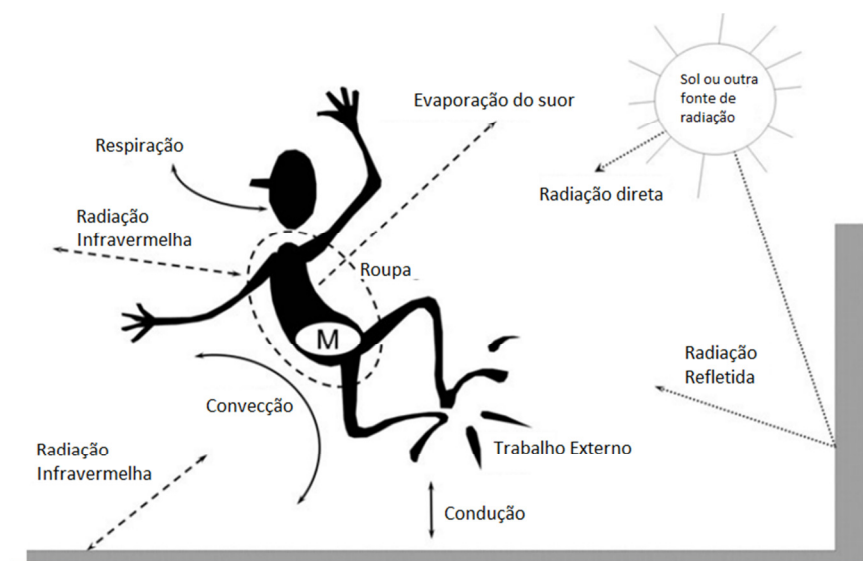 Sol ou outra
fonte de
radiação
Evaporação do suor
Respiração
Radiação direta
Radiação
Infravermelha
Roupa
M
Radiação
Refletida
Convecção
Radiação
Infravermelha
Trabalho Externo
Condução